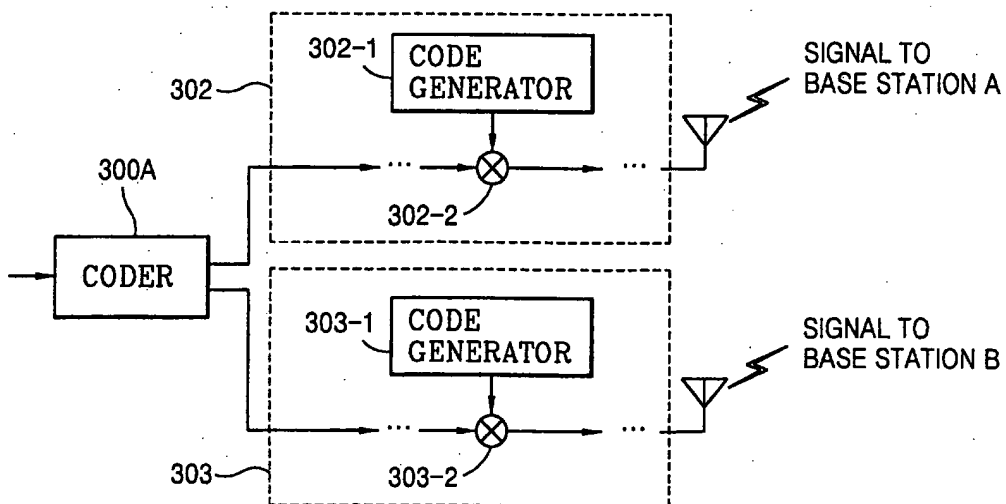 302-1
CODE
GENERATOR
SIGNAL TO
BASE STATION A
302
...
...
302-2
300A
CODER
303-1
CODE
GENERATOR
SIGNAL TO
BASE STATION B
...
...
303
303-2